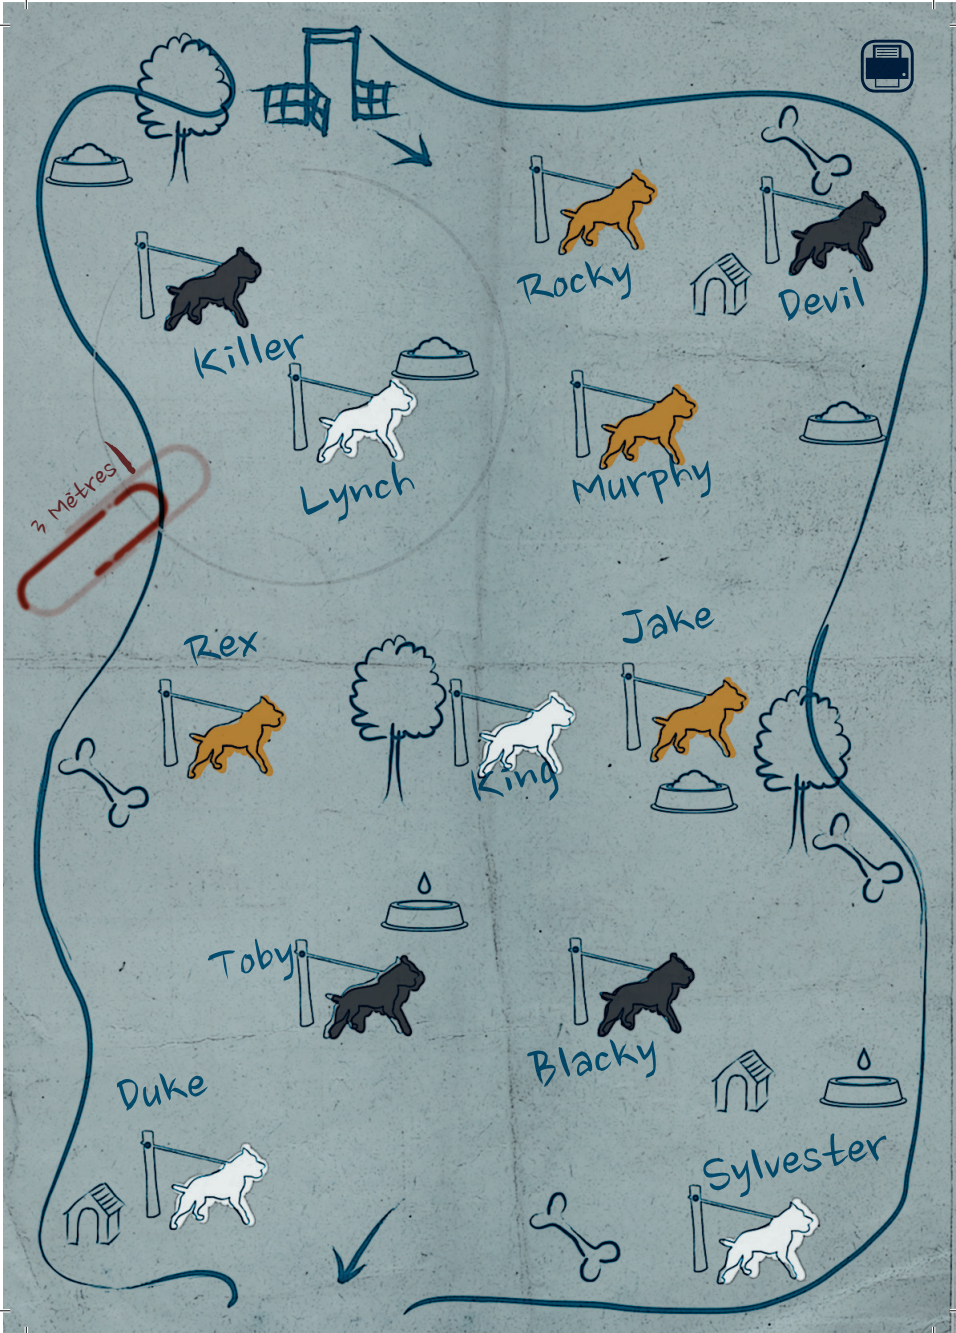 Rocky
Devil
Killer
Lynch
Murphy
3 Mètres
Rex
Jake
King
Toby
Blacky
Duke
Sylvester